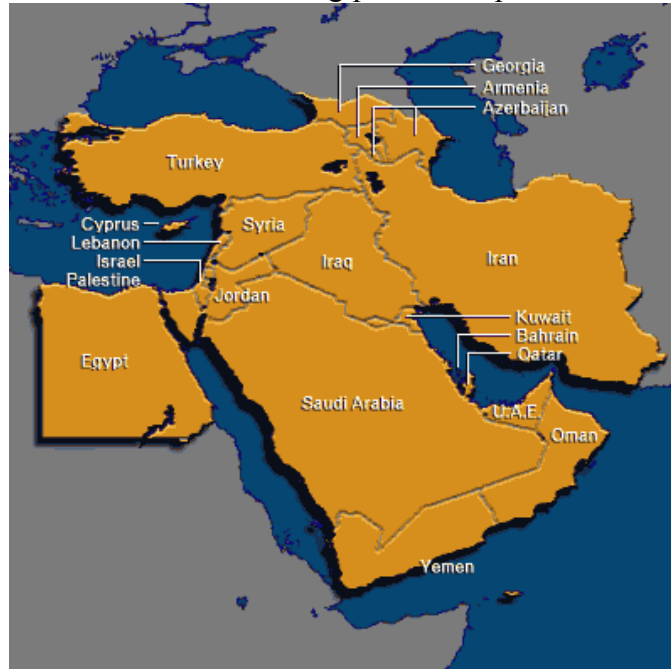 Georgia
Armenia
Azerbaijan
Turkey
Cyprus
Lebanon
Israel
Palestine
Syria
Iraq
Iran
Jordan
Kuwait
Bahrain
Qatar
Egypt
Saudi Arabia
U.A.E.
Oman
Yemen